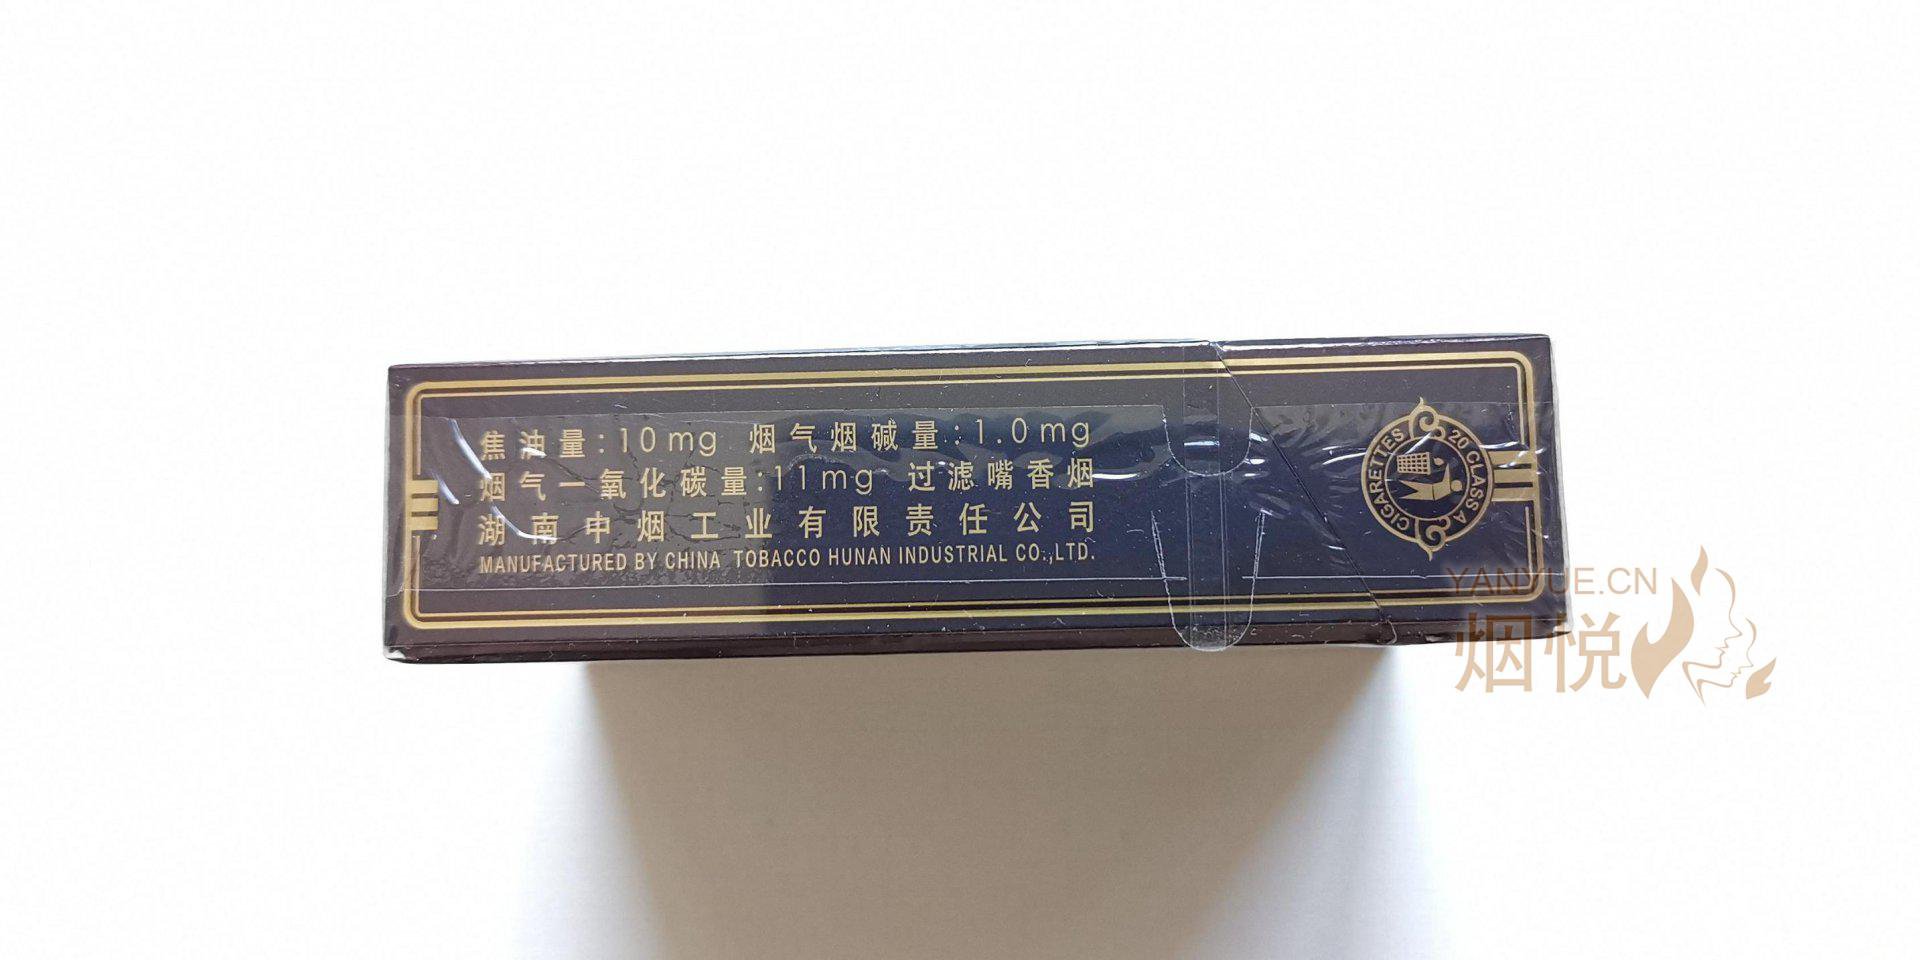 焦油量:10mg 烟气烟碱量:1.0mg
烟气一氧化碳量:11mg 过滤嘴香烟
湖南中烟工业有限责任公司
MANUFACTURED BY CHINA TOBACCO HUNAN INDUSTRIAL CO.,LTD.
20 CLASS A
CIGARETTES
YANYUE.CN
烟悦